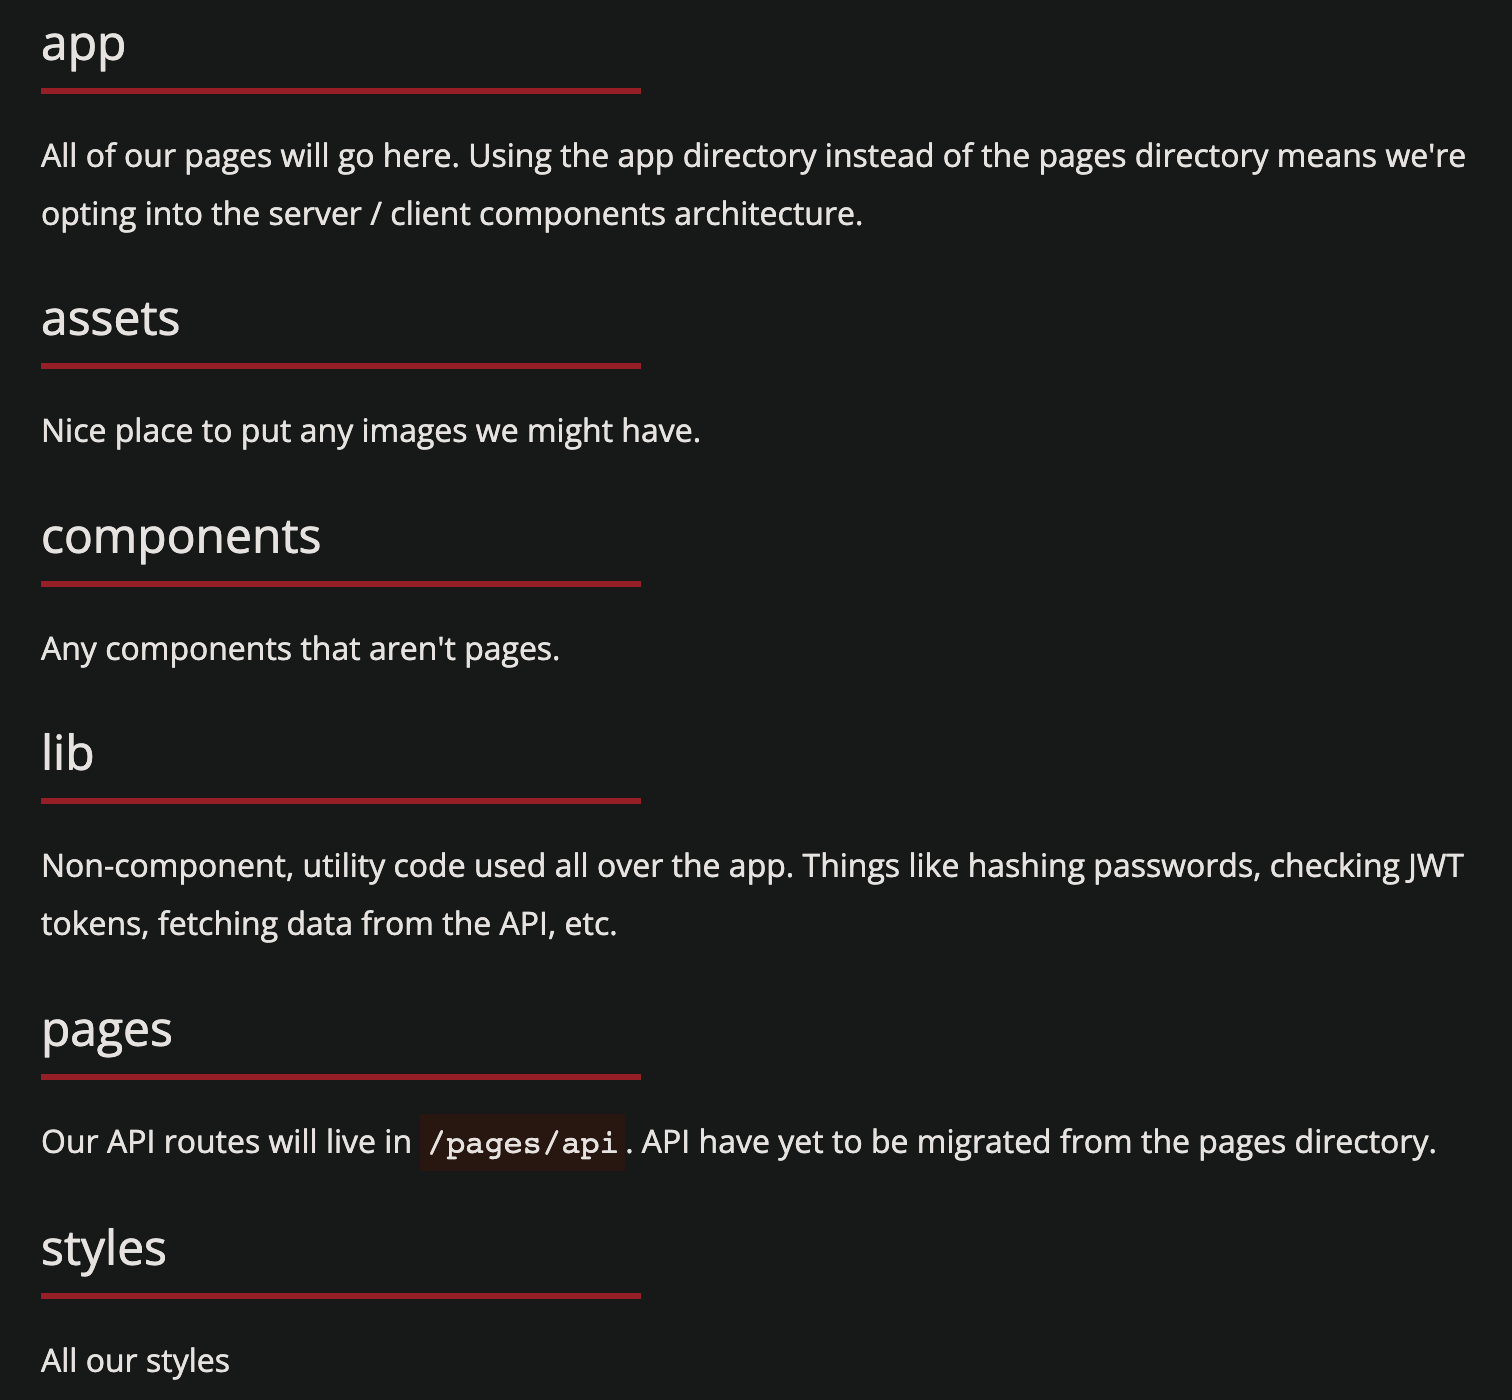 app
All of our pages will go here. Using the app directory instead of the pages directory means we're
opting into the server / client components architecture.
assets
Nice place to put any images we might have.
components
Any components that aren't pages.
lib
Non-component, utility code used all over the app. Things like hashing passwords, checking JWT
tokens, fetching data from the API, etc.
pages
Our API routes will live in /pages/api. API have yet to be migrated from the pages directory.
styles
All our styles